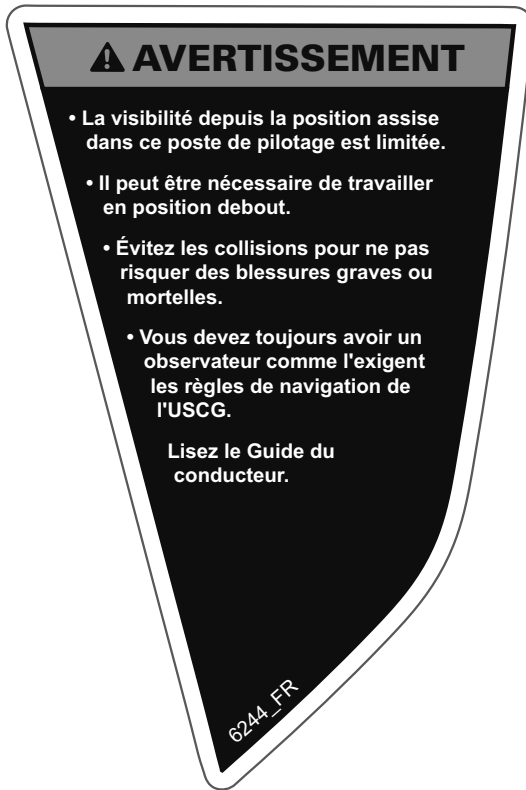 AVERTISSEMENT
• La visibilité depuis la position assise
dans ce poste de pilotage est limitée.
• Il peut être nécessaire de travailler
en position debout.
• Évitez les collisions pour ne pas
risquer des blessures graves ou
mortelles.
• Vous devez toujours avoir un
observateur comme l'exigent
les règles de navigation de
l'USCG.
Lisez le Guide du
conducteur.
6244_FR